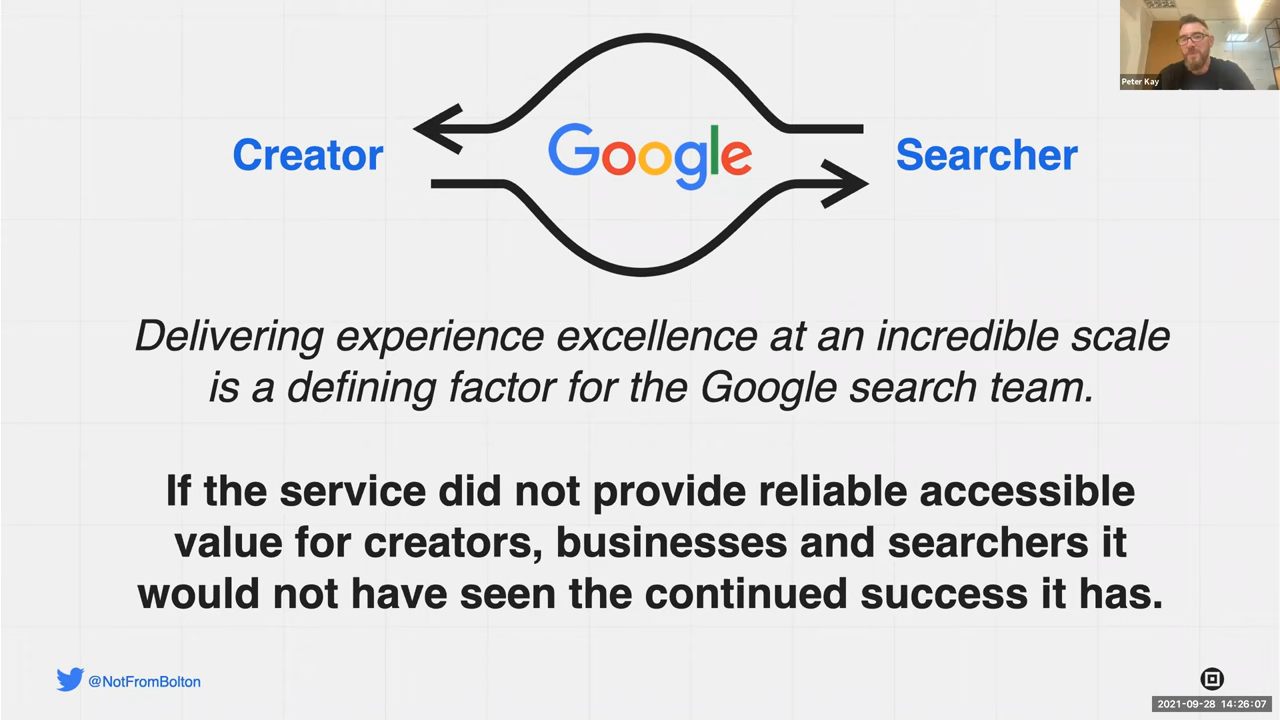 Peter Kay
Creator
Google
Searcher
Delivering experience excellence at an incredible scale
is a defining factor for the Google search team.
If the service did not provide reliable accessible
value for creators, businesses and searchers it
would not have seen the continued success it has.
@NotFromBolton
2021-09-28 14:26:07